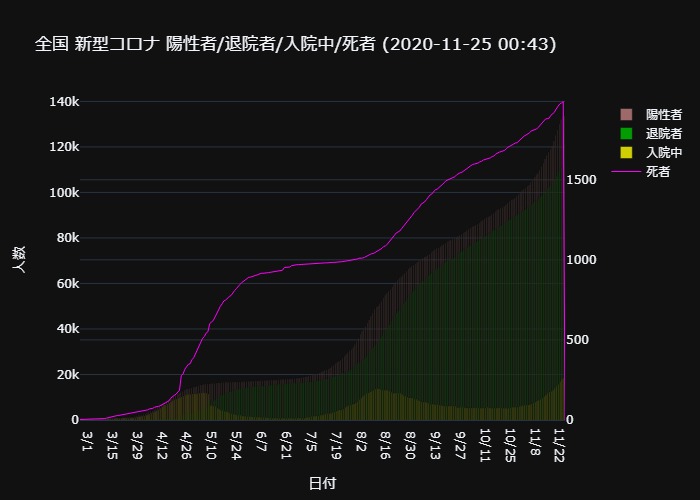 全国 新型コロナ 陽性者/退院者/入院中/死者 (2020-11-25 00:43)
140k
120k
100k
80k
60k
40k
20k
0
人数
1500
1000
500
0
陽性者
退院者
入院中
死者
3/1
3/15
3/29
4/12
4/26
5/10
5/24
6/7
6/21
7/5
7/19
8/2
8/16
8/30
9/13
9/27
10/11
10/25
11/8
11/22
日付